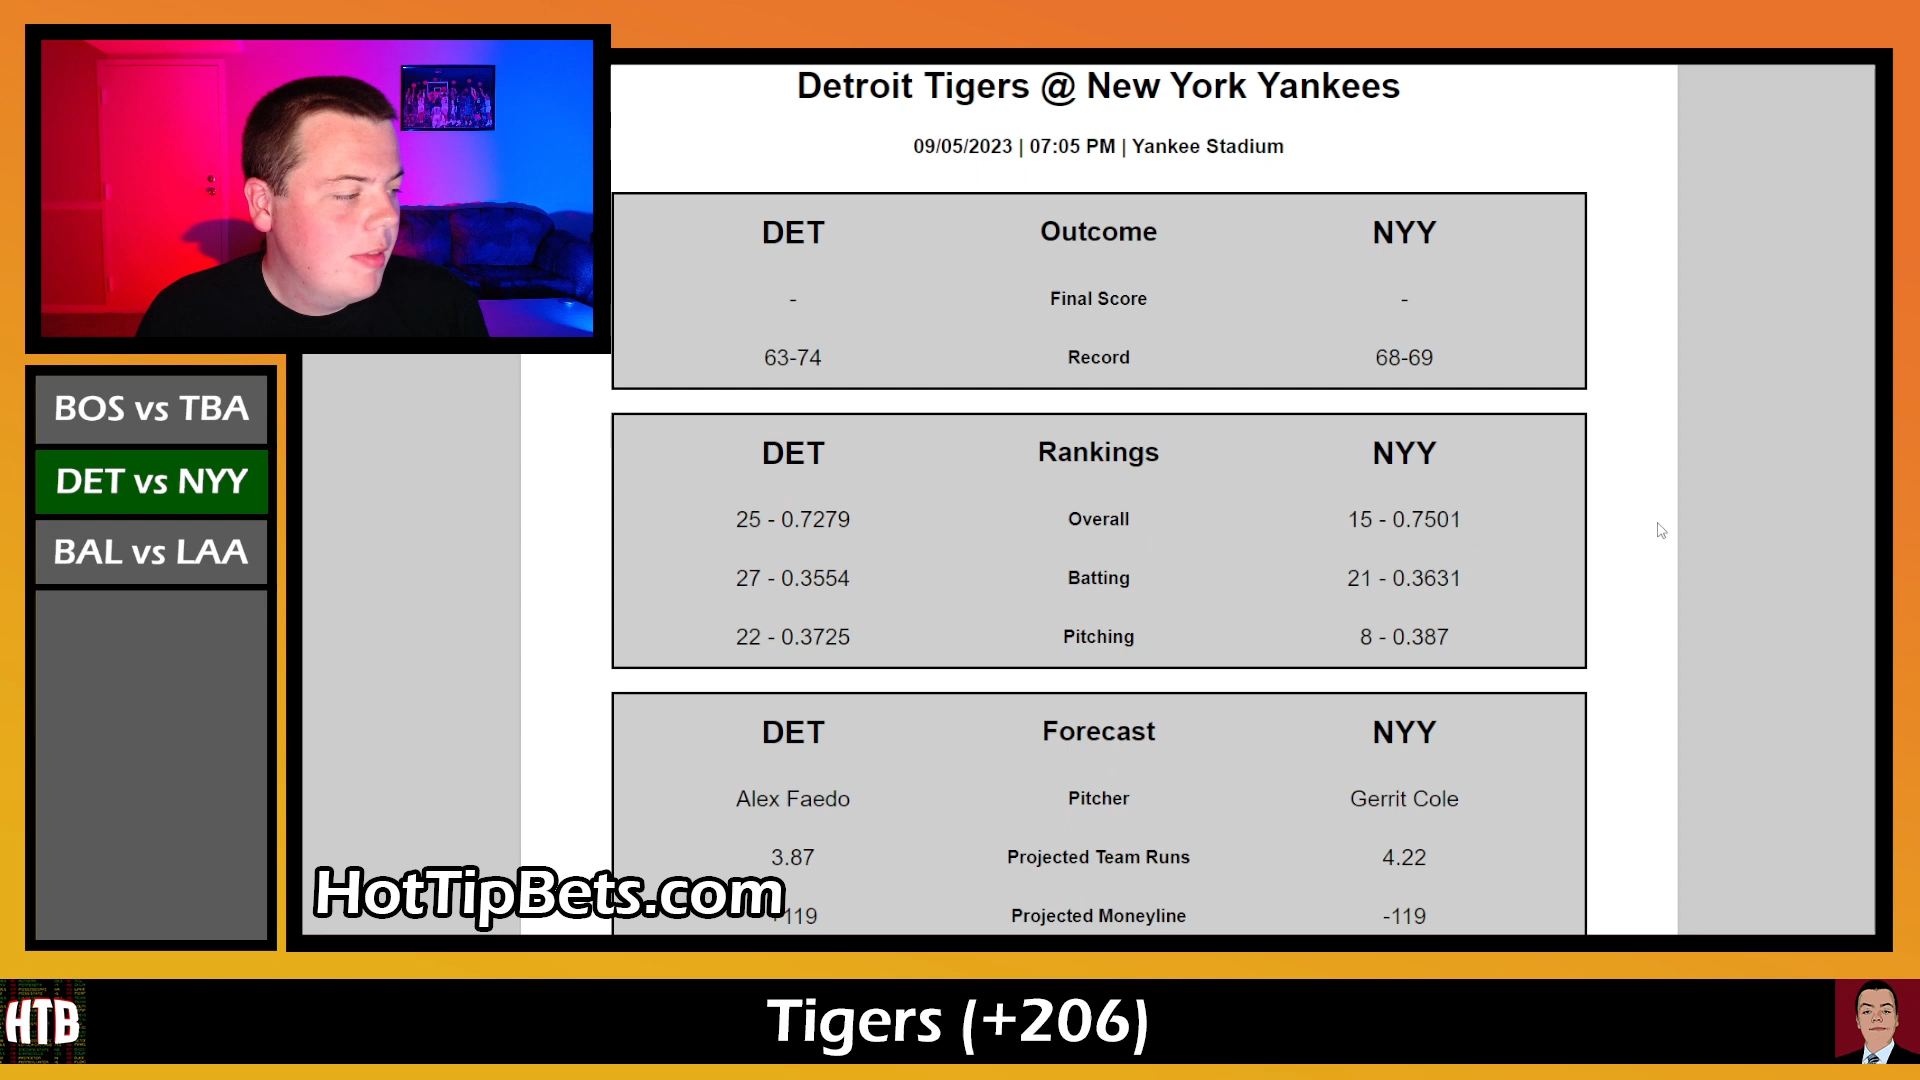 Detroit Tigers @ New York Yankees
09/05/2023 | 07:05 PM | Yankee Stadium
DET Outcome NYY
- Final Score -
63-74 Record 68-69
DET Rankings NYY
25 - 0.7279 Overall 15 - 0.7501
27 - 0.3554 Batting 21 - 0.3631
22 - 0.3725 Pitching 8 - 0.387
DET Forecast NYY
Alex Faedo Pitcher Gerrit Cole
3.87 Projected Team Runs 4.22
+119 Projected Moneyline -119
BOS vs TBA
DET vs NYY
BAL vs LAA
HotTipBets.com
HTB
Tigers (+206)